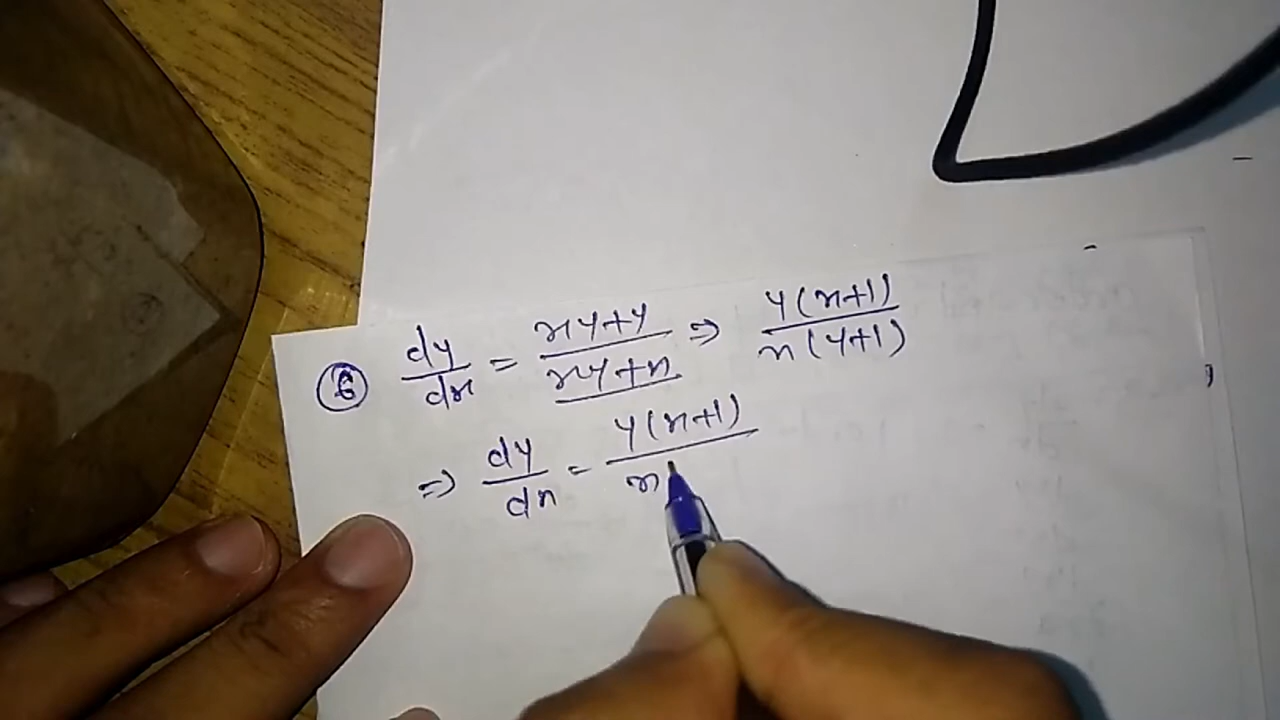 ⑥ dy/dx = xy+y/xy+x ⇒ y(x+1)/x(y+1)
⇒ dy/dx = y(x+1)/x